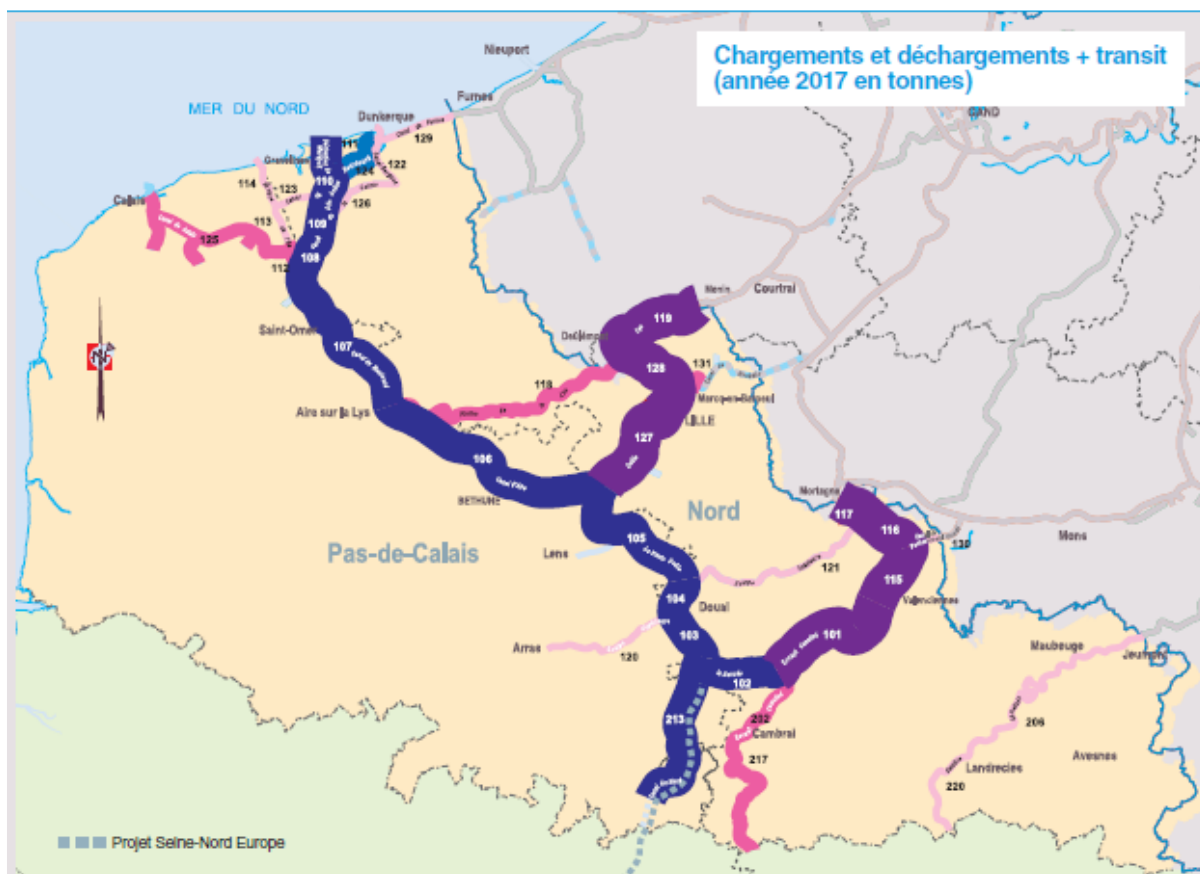 Chargements et déchargements + transit
(année 2017 en tonnes)
Nieuport
GAND
MER DU NORD
Dunkerque
Furnes
111
129
Gravelines
110
124
122
114
123
Calais
113
109
126
125
112
108
Menin
Courtrai
119
Saint-Omer
107
Deûlémont
128
131
118
Marcq-en-Baroeul
Aire sur la Lys
LILLE
127
106
BETHUNE
Mortagne
117
Nord
116
105
Mons
130
Pas-de-Calais
Lens
121
115
104
Douai
Valenciennes
103
101
Maubeuge
Arras
120
Jeumont
102
213
202
Cambrai
206
217
Avesnes
Landrecies
220
Projet Seine-Nord Europe